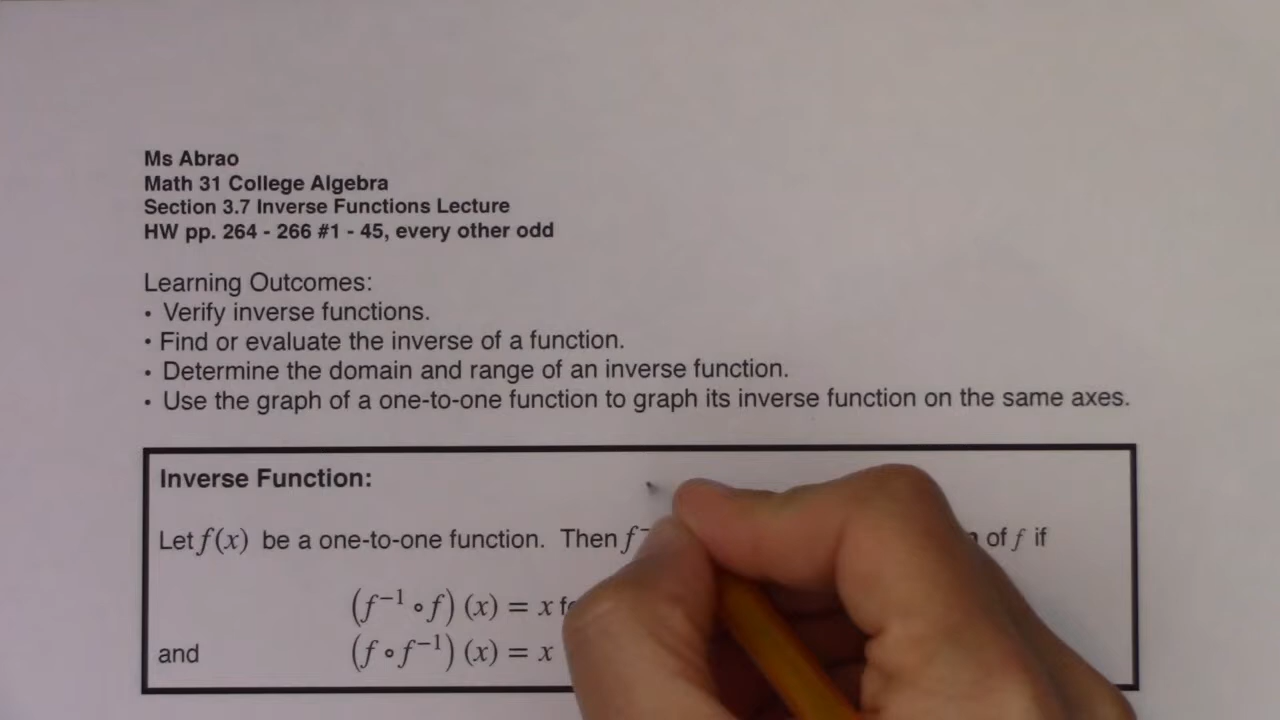 Ms Abrao
Math 31 College Algebra
Section 3.7 Inverse Functions Lecture
HW pp. 264 - 266 #1 - 45, every other odd
Learning Outcomes:
• Verify inverse functions.
• Find or evaluate the inverse of a function.
• Determine the domain and range of an inverse function.
• Use the graph of a one-to-one function to graph its inverse function on the same axes.
Inverse Function:
Let f(x) be a one-to-one function. Then f⁻ of f if
(f⁻¹ ∘ f) (x) = x
and (f ∘ f⁻¹) (x) = x